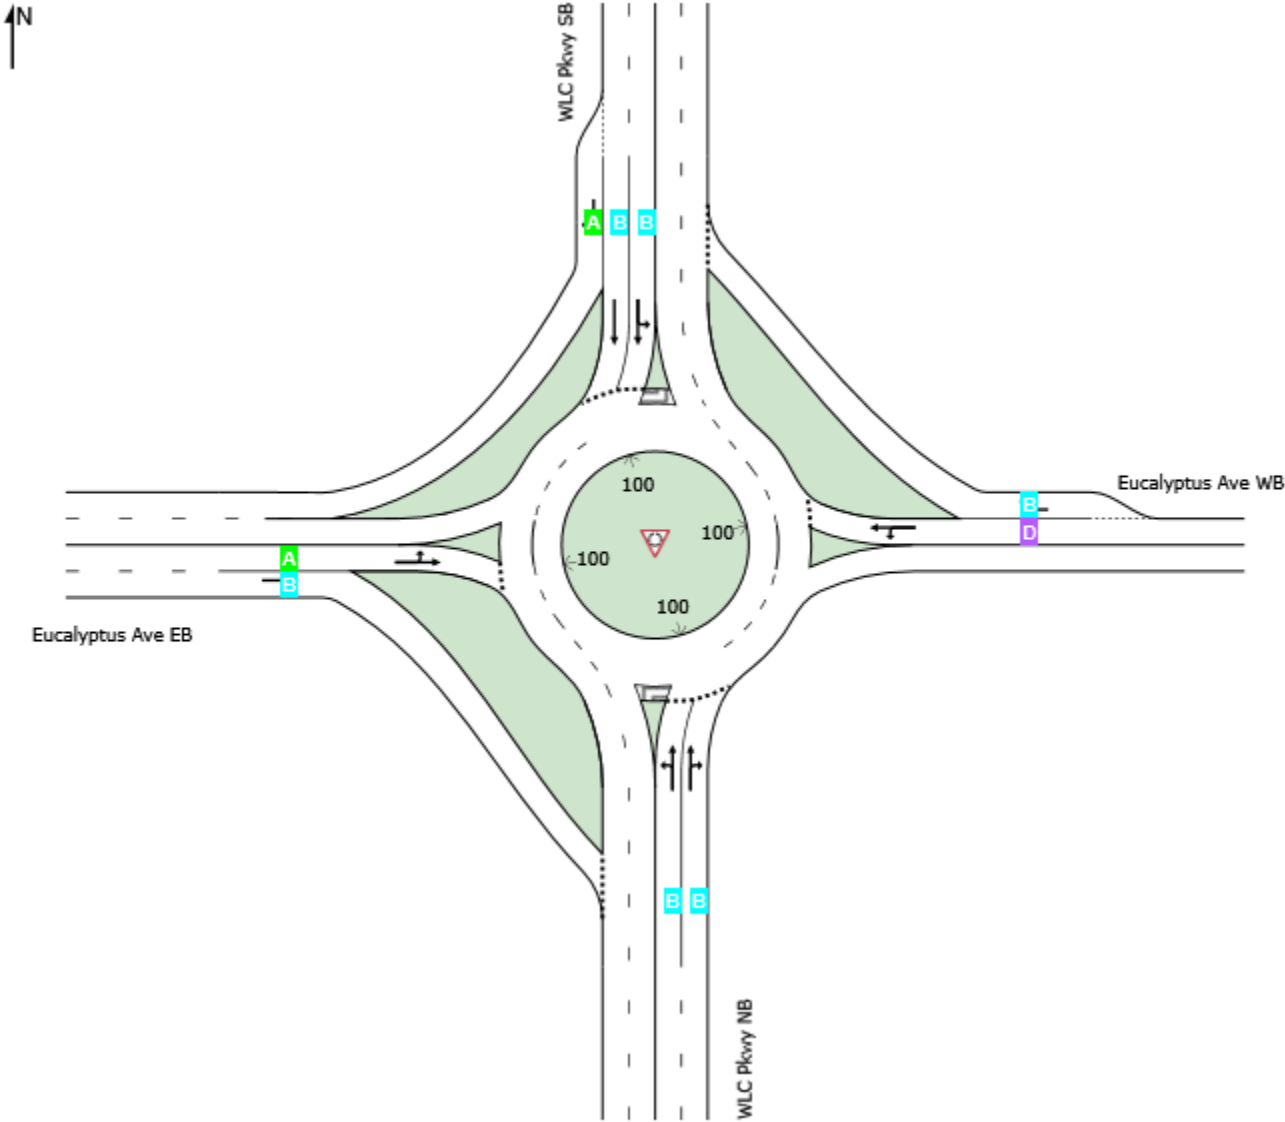 N
WLC Pkwy SB
A B B
100
Eucalyptus Ave WB
B
100
D
A
100
B
100
Eucalyptus Ave EB
B B
WLC Pkwy NB